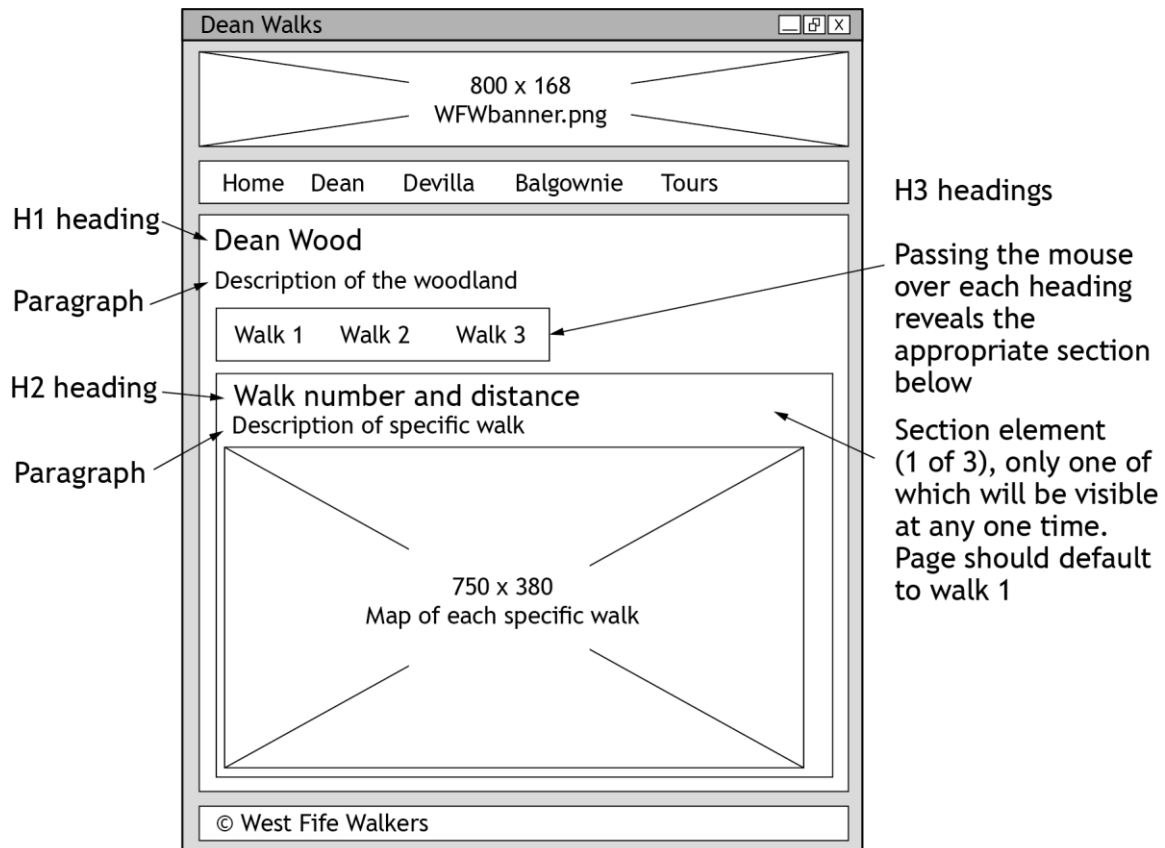 Dean Walks
800 x 168
WFWbanner.png
Home Dean Devilla Balgownie Tours
H1 heading
Dean Wood
Paragraph
Description of the woodland
Walk 1 Walk 2 Walk 3
H2 heading
Walk number and distance
Paragraph
Description of specific walk
750 x 380
Map of each specific walk
© West Fife Walkers
H3 headings
Passing the mouse
over each heading
reveals the
appropriate section
below
Section element
(1 of 3), only one of
which will be visible
at any one time.
Page should default
to walk 1